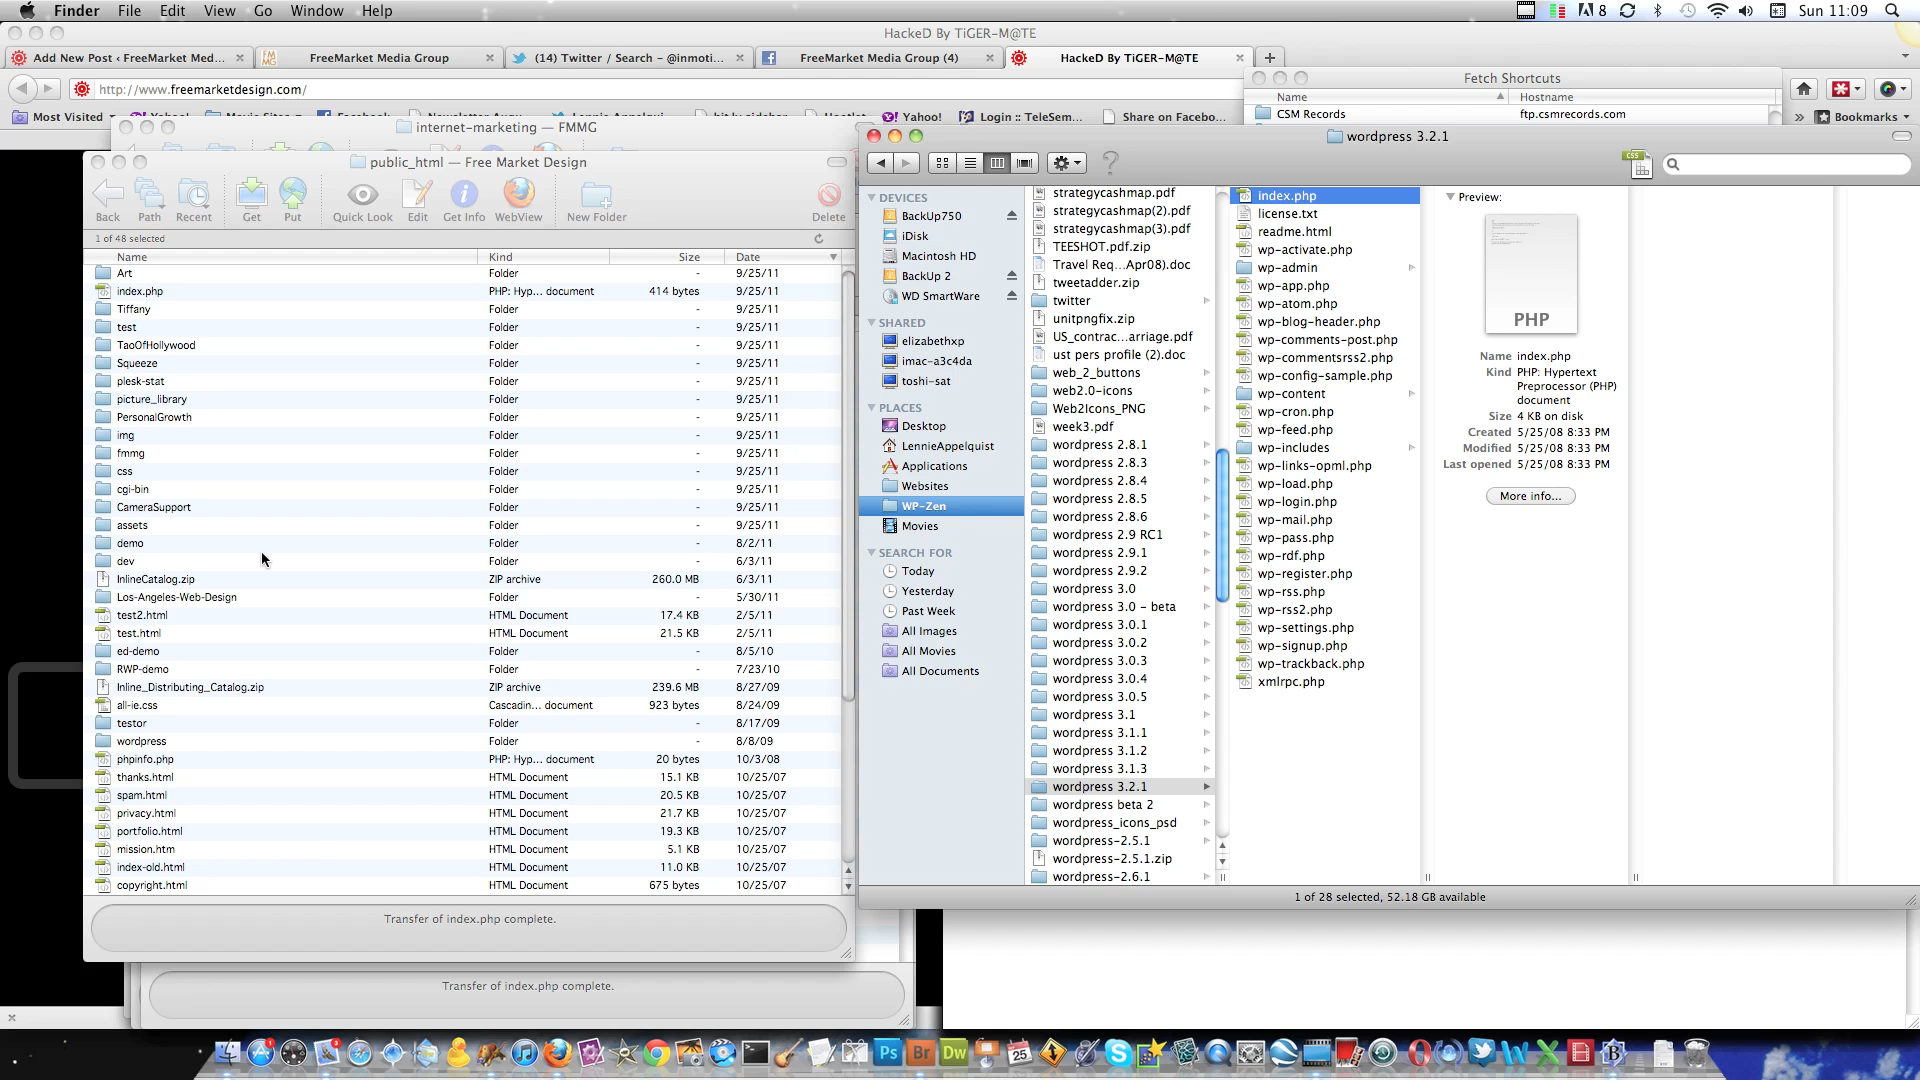 Finder File Edit View Go Window Help
8
Sun 11:09
HackeD By TiGER-M@TE
Add New Post ‹ FreeMarket Med...
FreeMarket Media Group
(14) Twitter / Search - @inmoti...
FreeMarket Media Group (4)
HackeD By TiGER-M@TE
http://www.freemarketdesign.com/
Most Visited
Yahoo!
Login :: TeleSem...
Share on Facebo...
Bookmarks
Fetch Shortcuts
Name Hostname
CSM Records ftp.csmrecords.com
internet-marketing — FMMG
public_html — Free Market Design
Back Path Recent Get Put Quick Look Edit Get Info WebView New Folder Delete
1 of 48 selected
Name Kind Size Date
Art Folder - 9/25/11
index.php PHP: Hyp... document 414 bytes 9/25/11
Tiffany Folder - 9/25/11
test Folder - 9/25/11
TaoOfHollywood Folder - 9/25/11
Squeeze Folder - 9/25/11
plesk-stat Folder - 9/25/11
picture_library Folder - 9/25/11
PersonalGrowth Folder - 9/25/11
img Folder - 9/25/11
fmmg Folder - 9/25/11
css Folder - 9/25/11
cgi-bin Folder - 9/25/11
CameraSupport Folder - 9/25/11
assets Folder - 9/25/11
demo Folder - 8/2/11
dev Folder - 6/3/11
InlineCatalog.zip ZIP archive 260.0 MB 6/3/11
Los-Angeles-Web-Design Folder - 5/30/11
test2.html HTML Document 17.4 KB 2/5/11
test.html HTML Document 21.5 KB 2/5/11
ed-demo Folder - 8/5/10
RWP-demo Folder - 7/23/10
Inline_Distributing_Catalog.zip ZIP archive 239.6 MB 8/27/09
all-ie.css Cascadin... document 923 bytes 8/24/09
testor Folder - 8/17/09
wordpress Folder - 8/8/09
phpinfo.php PHP: Hyp... document 20 bytes 10/3/08
thanks.html HTML Document 15.1 KB 10/25/07
spam.html HTML Document 20.5 KB 10/25/07
privacy.html HTML Document 21.7 KB 10/25/07
portfolio.html HTML Document 19.3 KB 10/25/07
mission.htm HTML Document 5.1 KB 10/25/07
index-old.html HTML Document 11.0 KB 10/25/07
copyright.html HTML Document 675 bytes 10/25/07
Transfer of index.php complete.
Transfer of index.php complete.
wordpress 3.2.1
CSS
DEVICES
BackUp750
iDisk
Macintosh HD
BackUp 2
WD SmartWare
SHARED
elizabethxp
imac-a3c4da
toshi-sat
PLACES
Desktop
LennieAppelquist
Applications
Websites
WP-Zen
Movies
SEARCH FOR
Today
Yesterday
Past Week
All Images
All Movies
All Documents
strategycashmap.pdf
strategycashmap(2).pdf
strategycashmap(3).pdf
TEESHOT.pdf.zip
Travel Req...Apr08).doc
tweetadder.zip
twitter
unitpngfix.zip
US_contrac...arriage.pdf
ust pers profile (2).doc
web_2_buttons
web2.0-icons
Web2Icons_PNG
week3.pdf
wordpress 2.8.1
wordpress 2.8.3
wordpress 2.8.4
wordpress 2.8.5
wordpress 2.8.6
wordpress 2.9 RC1
wordpress 2.9.1
wordpress 2.9.2
wordpress 3.0
wordpress 3.0 - beta
wordpress 3.0.1
wordpress 3.0.2
wordpress 3.0.3
wordpress 3.0.4
wordpress 3.0.5
wordpress 3.1
wordpress 3.1.1
wordpress 3.1.2
wordpress 3.1.3
wordpress 3.2.1
wordpress beta 2
wordpress_icons_psd
wordpress-2.5.1
wordpress-2.5.1.zip
wordpress-2.6.1
index.php
license.txt
readme.html
wp-activate.php
wp-admin
wp-app.php
wp-atom.php
wp-blog-header.php
wp-comments-post.php
wp-commentsrss2.php
wp-config-sample.php
wp-content
wp-cron.php
wp-feed.php
wp-includes
wp-links-opml.php
wp-load.php
wp-login.php
wp-mail.php
wp-pass.php
wp-rdf.php
wp-register.php
wp-rss.php
wp-rss2.php
wp-settings.php
wp-signup.php
wp-trackback.php
xmlrpc.php
Preview:
PHP
Name index.php
Kind PHP: Hypertext
Preprocessor (PHP)
document
Size 4 KB on disk
Created 5/25/08 8:33 PM
Modified 5/25/08 8:33 PM
Last opened 5/25/08 8:33 PM
More info...
1 of 28 selected, 52.18 GB available
Ps Br Dw
25